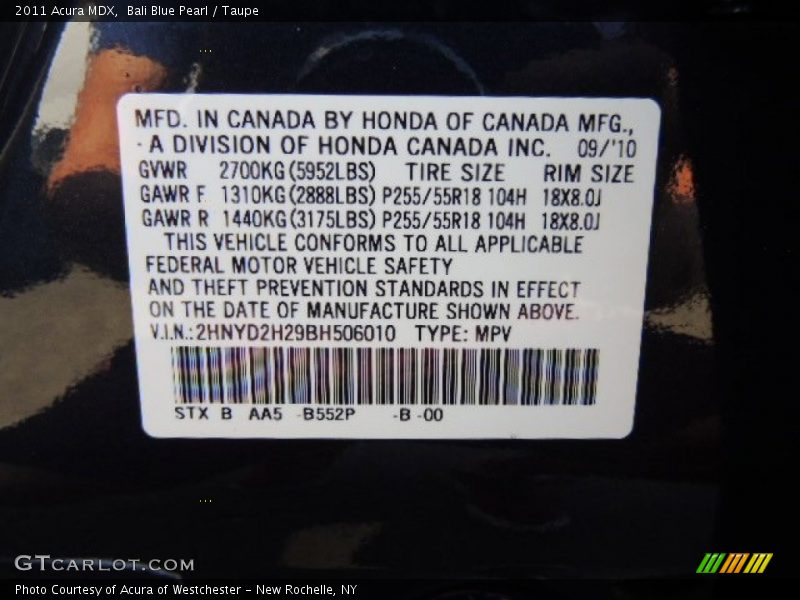 2011 Acura MDX,  Bali Blue Pearl / Taupe
MFD. IN CANADA BY HONDA OF CANADA MFG.,
A DIVISION OF HONDA CANADA INC. 09/'10
GVWR 2700KG(5952LBS) TIRE SIZE RIM SIZE
GAWR F 1310KG(2888LBS) P255/55R18 104H 18X8.0J
GAWR R 1440KG(3175LBS) P255/55R18 104H 18X8.0J
THIS VEHICLE CONFORMS TO ALL APPLICABLE
FEDERAL MOTOR VEHICLE SAFETY
AND THEFT PREVENTION STANDARDS IN EFFECT
ON THE DATE OF MANUFACTURE SHOWN ABOVE.
V.I.N.:2HNYD2H29BH506010 TYPE: MPV
STX B AA5 -B552P -B -00
GTCARLOT.COM
Photo Courtesy of Acura of Westchester - New Rochelle, NY